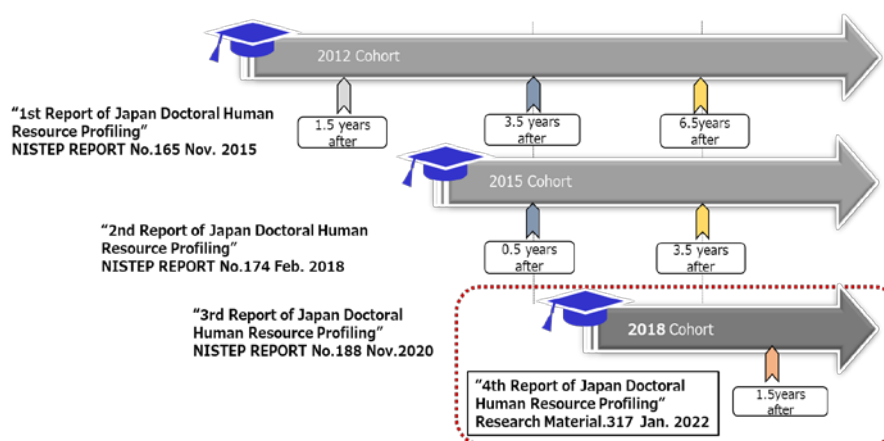 2012 Cohort
"1st Report of Japan Doctoral Human
Resource Profiling"
NISTEP REPORT No.165 Nov. 2015
1.5 years
after
3.5 years
after
6.5years
after
2015 Cohort
"2nd Report of Japan Doctoral Human
Resource Profiling"
NISTEP REPORT No.174 Feb. 2018
0.5 years
after
3.5 years
after
"3rd Report of Japan Doctoral
Human Resource Profiling"
NISTEP REPORT No.188 Nov.2020
2018 Cohort
"4th Report of Japan Doctoral
Human Resource Profiling"
Research Material.317 Jan. 2022
1.5years
after